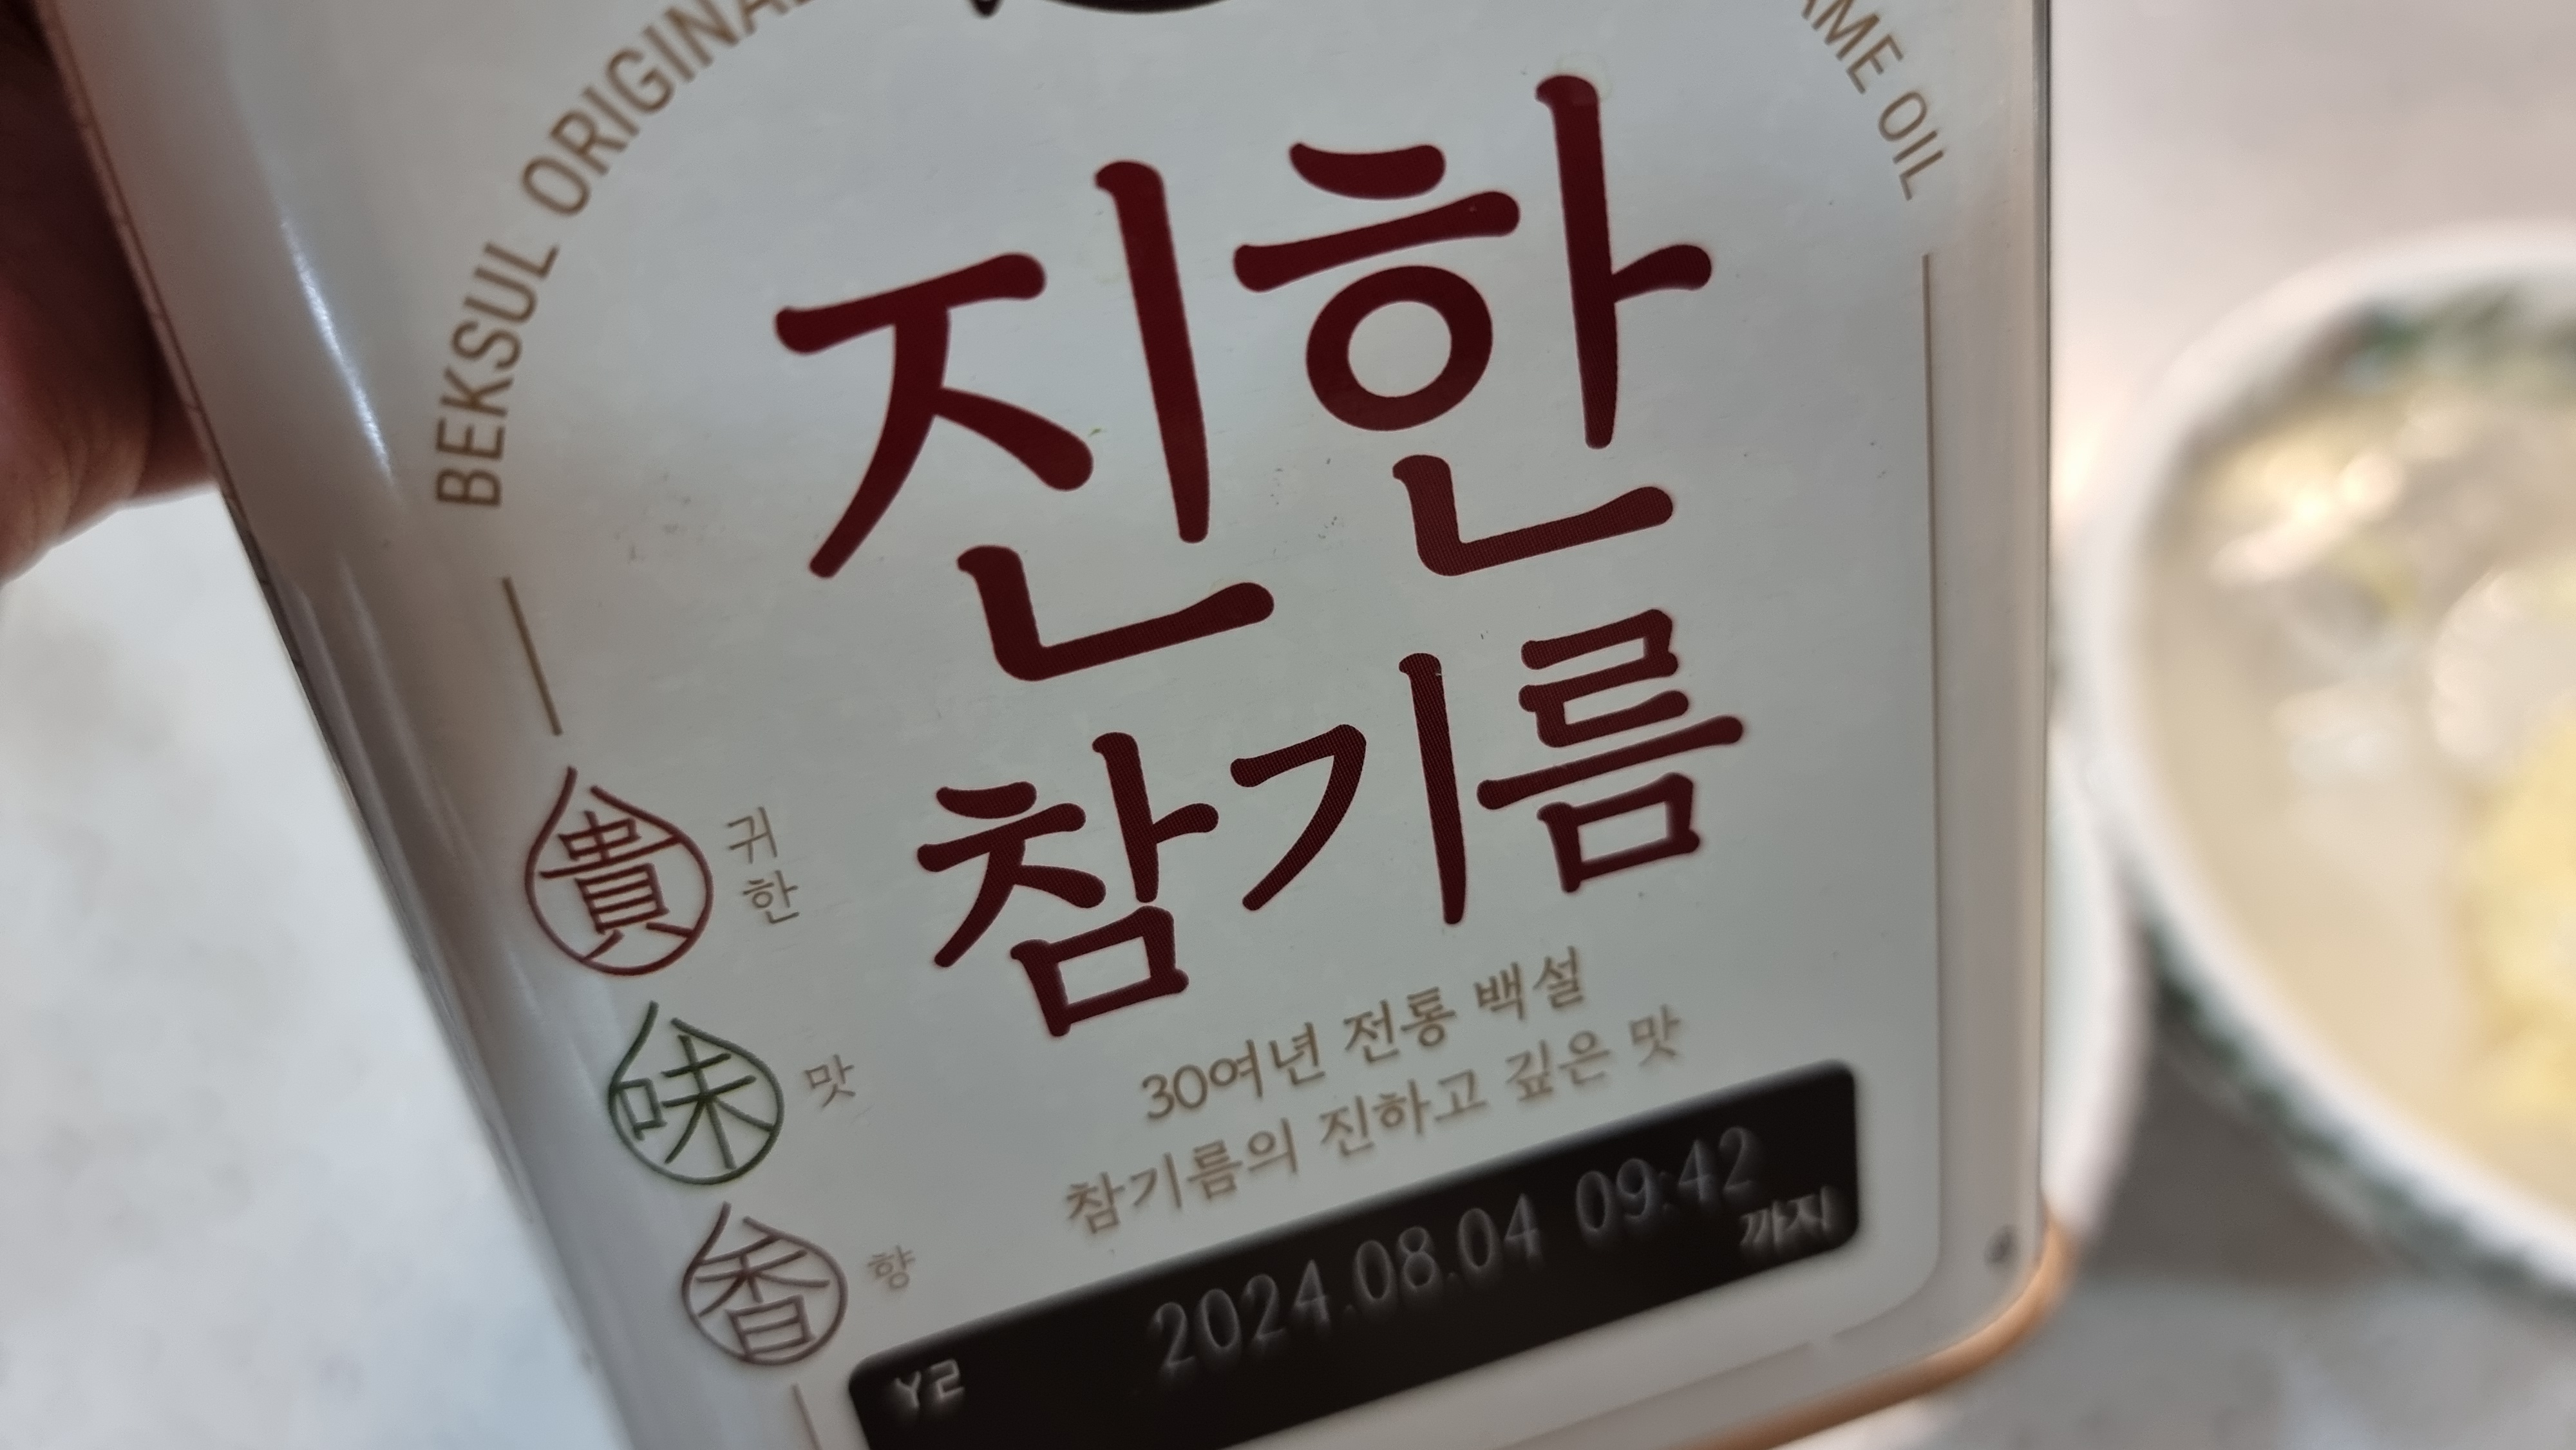 BEKSUL ORIGINAL
AME OIL
진한
참기름
貴 귀한
味 맛
香 향
30여년 전통 백설
참기름의 진하고 깊은 맛
2024.08.04 09:42
까지
Y2